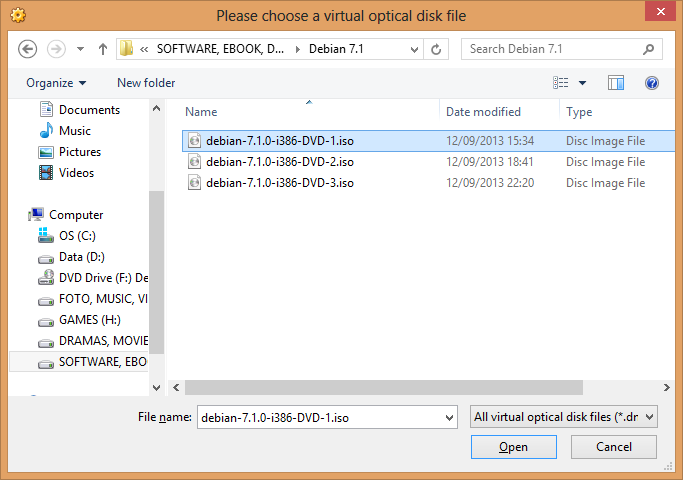 Please choose a virtual optical disk file
« SOFTWARE, EBOOK, D... Debian 7.1
Search Debian 7.1
Organize New folder
Name Date modified Type
Documents
Music
Pictures
Videos
Computer
OS (C:)
Data (D:)
DVD Drive (F:) De
FOTO, MUSIC, VI
GAMES (H:)
DRAMAS, MOVIE
SOFTWARE, EBO
debian-7.1.0-i386-DVD-1.iso 12/09/2013 15:34 Disc Image File
debian-7.1.0-i386-DVD-2.iso 12/09/2013 18:41 Disc Image File
debian-7.1.0-i386-DVD-3.iso 12/09/2013 22:20 Disc Image File
File name: debian-7.1.0-i386-DVD-1.iso All virtual optical disk files (*.dr
Open Cancel